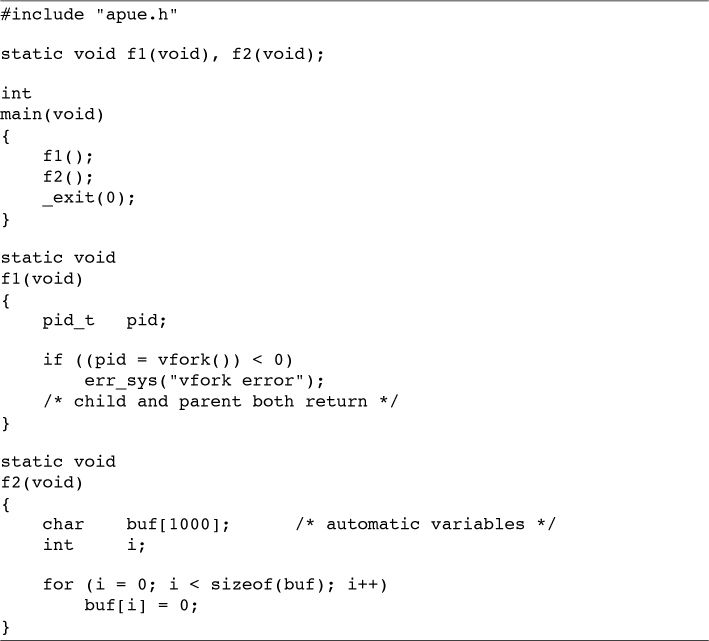 #include "apue.h"

static void f1(void), f2(void);

int
main(void)
{
    f1();
    f2();
    _exit(0);
}

static void
f1(void)
{
    pid_t   pid;

    if ((pid = vfork()) < 0)
        err_sys("vfork error");
    /* child and parent both return */
}

static void
f2(void)
{
    char    buf[1000];      /* automatic variables */
    int     i;

    for (i = 0; i < sizeof(buf); i++)
        buf[i] = 0;
}